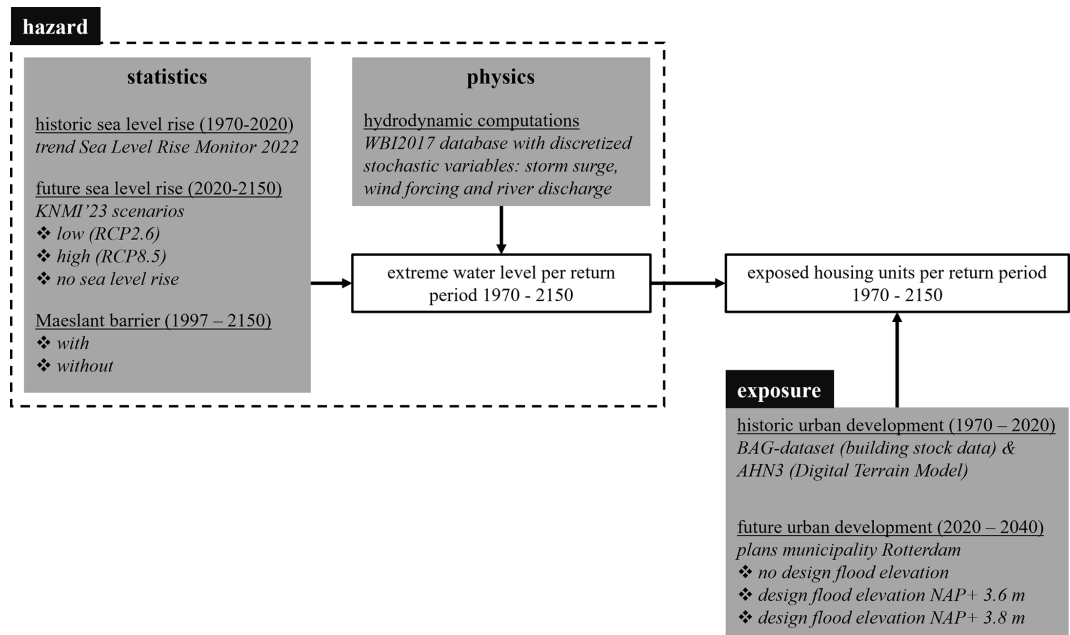 hazard
statistics
historic sea level rise (1970-2020)
trend Sea Level Rise Monitor 2022
future sea level rise (2020-2150)
KNMI’23 scenarios
❖ low (RCP2.6)
❖ high (RCP8.5)
❖ no sea level rise
Maeslant barrier (1997 – 2150)
❖ with
❖ without
physics
hydrodynamic computations
WBI2017 database with discretized
stochastic variables: storm surge,
wind forcing and river discharge
extreme water level per return
period 1970 - 2150
exposed housing units per return period
1970 - 2150
exposure
historic urban development (1970 – 2020)
BAG-dataset (building stock data) &
AHN3 (Digital Terrain Model)
future urban development (2020 – 2040)
plans municipality Rotterdam
❖ no design flood elevation
❖ design flood elevation NAP+ 3.6 m
❖ design flood elevation NAP+ 3.8 m